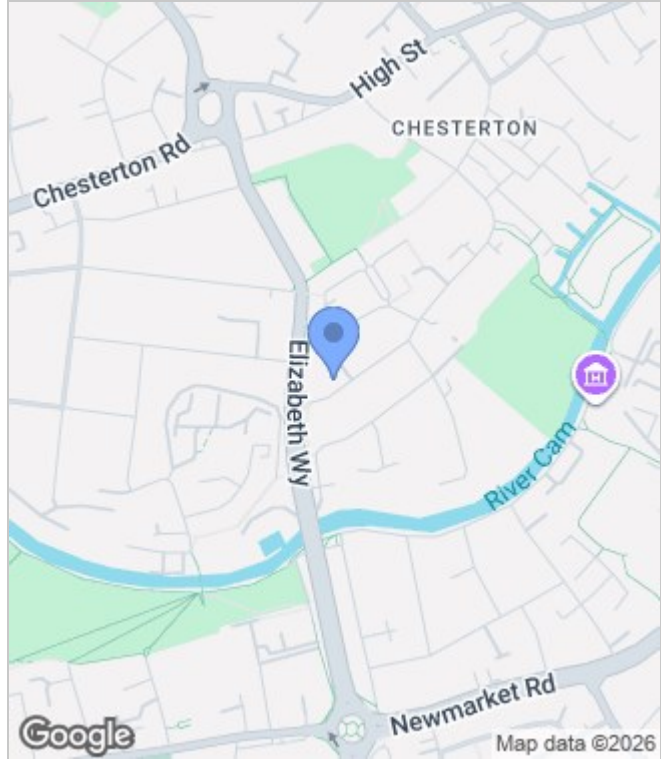 High St
CHESTERTON
Chesterton Rd
Elizabeth Wy
River Cam
Newmarket Rd
Google
Map data ©2026